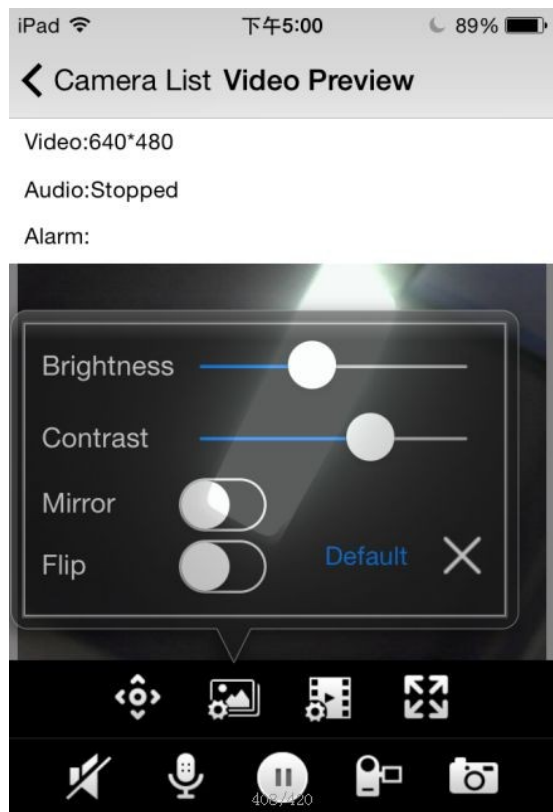 iPad 下午5:00 89%
Camera List Video Preview
Video:640*480
Audio:Stopped
Alarm:
Brightness
Contrast
Mirror
Flip Default
408/420